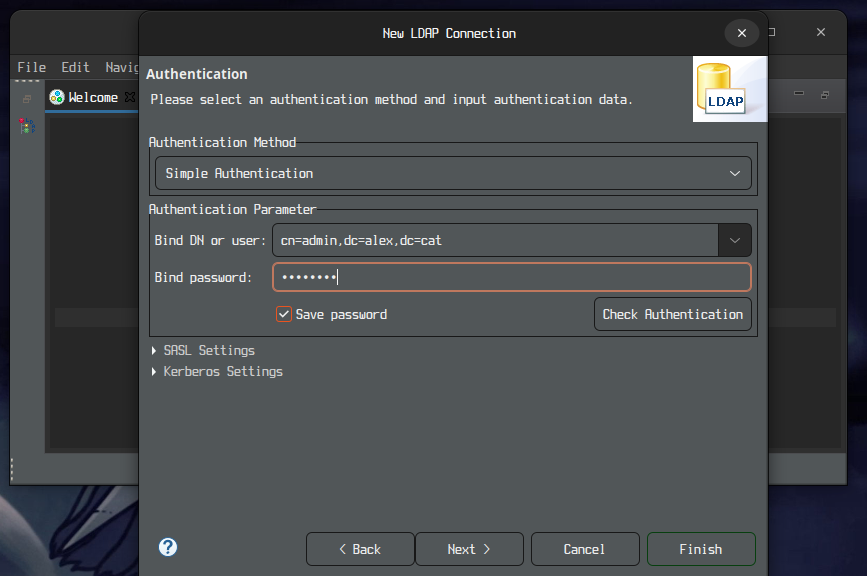 New LDAP Connection
File Edit
Welcome
Authentication
Please select an authentication method and input authentication data.
LDAP
Authentication Method
Simple Authentication
Authentication Parameter
Bind DN or user: cn=admin,dc=alex,dc=cat
Bind password: ••••••••
Save password
Check Authentication
SASL Settings
Kerberos Settings
? < Back Next > Cancel Finish